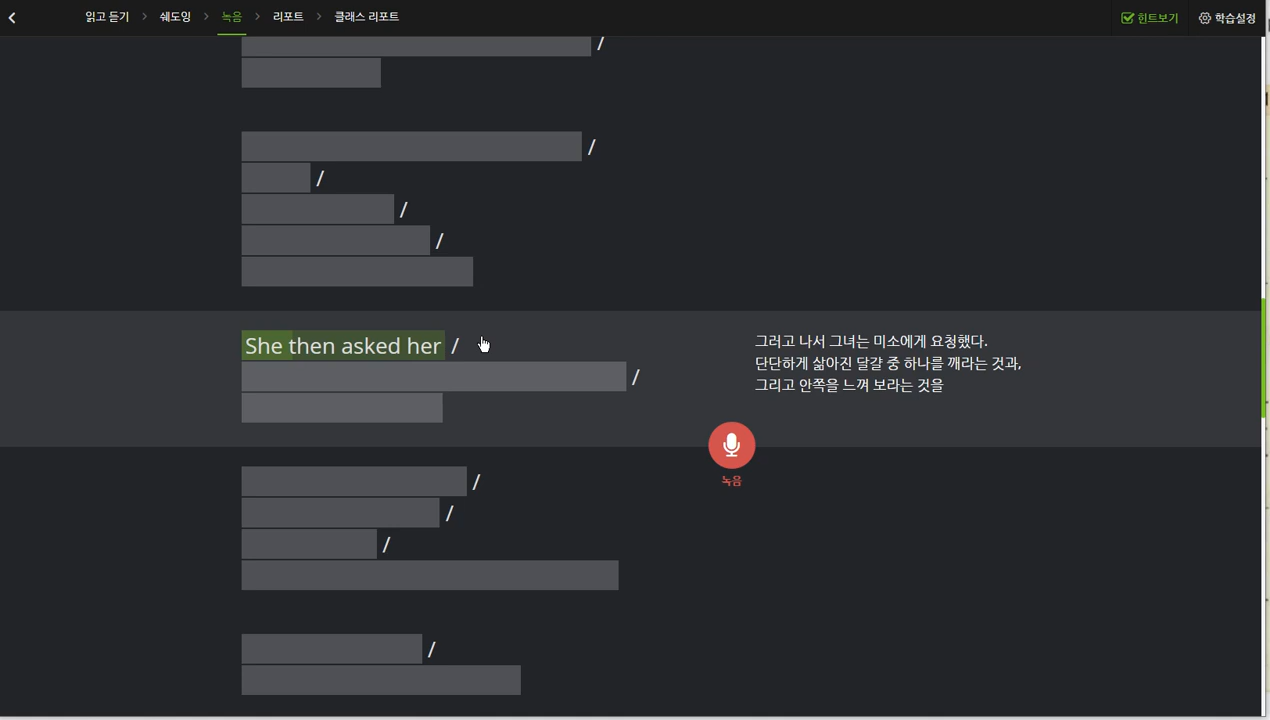 읽고 듣기 > 쉐도잉 > 녹음 > 리포트 > 클래스 리포트
힌트보기
학습설정
/
/
/
/
/
She then asked her /
/
그러고 나서 그녀는 미소에게 요청했다.
단단하게 삶아진 달걀 중 하나를 깨라는 것과,
그리고 안쪽을 느껴 보라는 것을
녹음
/
/
/
/